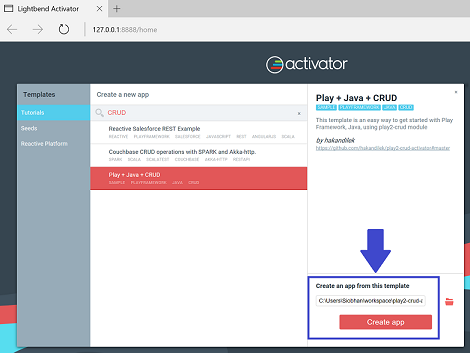 Lightbend Activator
127.0.0.1:8888/home
activator
Templates
Tutorials
Seeds
Reactive Platform
Create a new app
CRUD
Reactive Salesforce REST Example
REACTIVE PLAYFRAMEWORK SALESFORCE JAVASCRIPT REST ANGULARJS SCALA
Couchbase CRUD operations with SPARK and Akka-http.
SPARK SCALA SCALATEST COUCHBASE AKKA-HTTP RESTAPI
Play + Java + CRUD
SAMPLE PLAYFRAMEWORK JAVA CRUD
Play + Java + CRUD
SAMPLE PLAYFRAMEWORK JAVA CRUD
This template is an easy way to get started with Play
Framework, Java, using play2-crud module
by hakandilek
https://github.com/hakandilek/play2-crud-activator#master
Create an app from this template
C:\Users\Siobhan\workspace\play2-crud-a
Create app